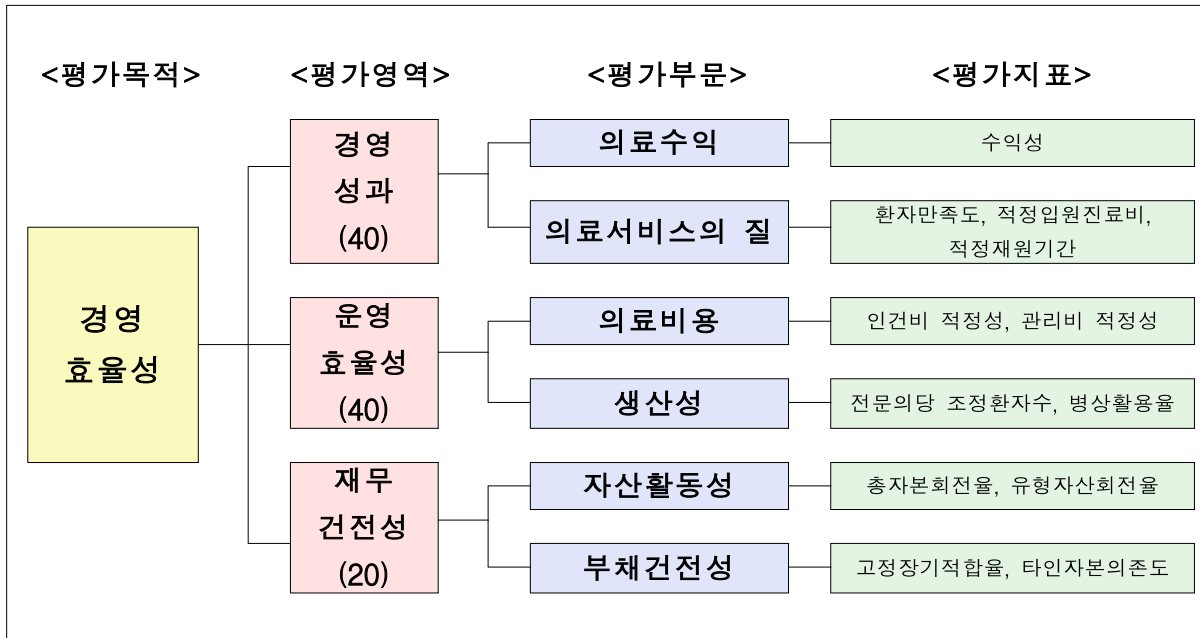 <평가목적>
<평가영역>
<평가부문>
<평가지표>
경영
효율성
경영
성과
(40)
의료수익
수익성
의료서비스의 질
환자만족도, 적정입원진료비,
적정재원기간
운영
효율성
(40)
의료비용
인건비 적정성, 관리비 적정성
생산성
전문의당 조정환자수, 병상활용율
재무
건전성
(20)
자산활동성
총자본회전율, 유형자산회전율
부채건전성
고정장기적합율, 타인자본의존도